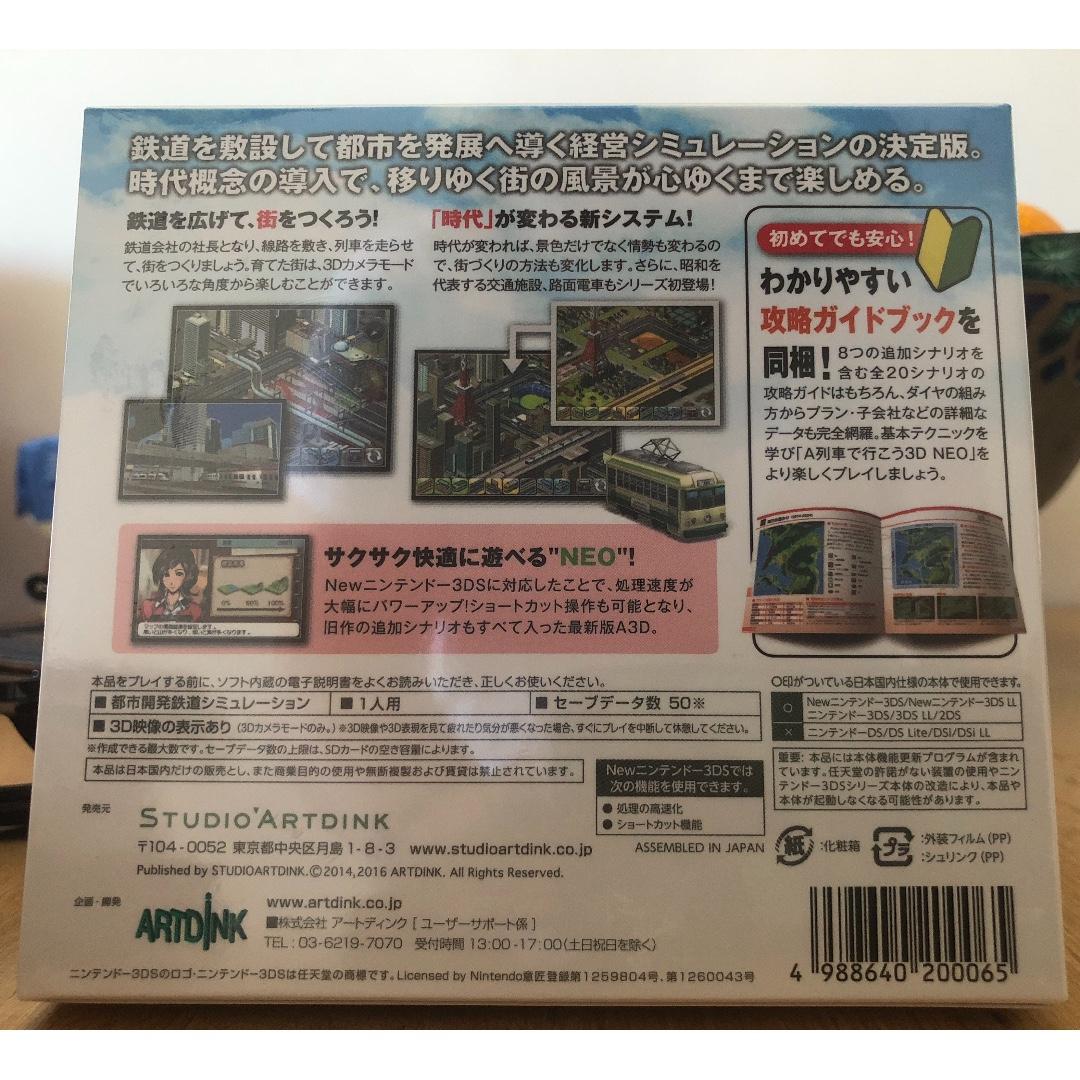 鉄道を敷設して都市を発展へ導く経営シミュレーションの決定版。
時代概念の導入で、移りゆく街の風景が心ゆくまで楽しめる。
鉄道を広げて、街をつくろう!
鉄道会社の社長となり、線路を敷き、列車を走らせ
て、街をつくりましょう。育てた街は、3Dカメラモード
でいろいろな角度から楽しむことができます。
「時代」が変わる新システム!
時代が変われば、景色だけでなく情勢も変わるの
で、街づくりの方法も変化します。さらに、昭和を
代表する交通施設、路面電車もシリーズ初登場!
初めてでも安心!
わかりやすい
攻略ガイドブックを
同梱!
8つの追加シナリオを
含む全20シナリオの
攻略ガイドはもちろん、ダイヤの組み
方からプラン・子会社などの詳細な
データも完全網羅。基本テクニックを
学び「A列車で行こう3D NEO」を
より楽しくプレイしましょう。
サクサク快適に遊べる"NEO"!
Newニンテンドー3DSに対応したことで、処理速度が
大幅にパワーアップ!ショートカット操作も可能となり、
旧作の追加シナリオもすべて入った最新版A3D。
0% 50% 100%
本品をプレイする前に、ソフト内蔵の電子説明書をよくお読みいただき、正しくお使いください。
■都市開発鉄道シミュレーション ■1人用 ■セーブデータ数 50※
■3D映像の表示あり (3Dカメラモードのみ。) ※3D映像や3D表現を見て疲れたり気分が悪くなった場合、すぐにプレイを中断して休憩してください。
※作成できる最大数です。セーブデータ数の上限は、SDカードの空き容量によります。
本品は日本国内だけの販売とし、また商業目的の使用や無断複製および賃貸は禁止されています。
Newニンテンドー3DSでは
次の機能を使用できます。
● 処理の高速化
● ショートカット機能
〇印がついている日本国内仕様の本体で使用できます。
○ Newニンテンドー3DS/Newニンテンドー3DS LL
ニンテンドー3DS/3DS LL/2DS
× ニンテンドーDS/DS Lite/DSi/DSi LL
重要: 本品には本体機能更新プログラムが含まれ
ています。任天堂の許諾がない装置の使用やニン
テンドー3DSシリーズ本体の改造により、本品や
本体が起動しなくなる可能性があります。
発売元
STUDIO ARTDINK
〒104-0052 東京都中央区月島1-8-3 www.studioartdink.co.jp
Published by STUDIOARTDINK.©2014,2016 ARTDINK. All Rights Reserved.
ASSEMBLED IN JAPAN
紙 :化粧箱
プラ :外装フィルム(PP)
:シュリンク(PP)
企画・開発
ARTDINK
www.artdink.co.jp
■株式会社 アートディンク [ ユーザーサポート係 ]
TEL:03-6219-7070 受付時間 13:00-17:00(土日祝日を除く)
ニンテンドー3DSのロゴ・ニンテンドー3DSは任天堂の商標です。Licensed by Nintendo意匠登録第1259804号、第1260043号
4 988640 200065